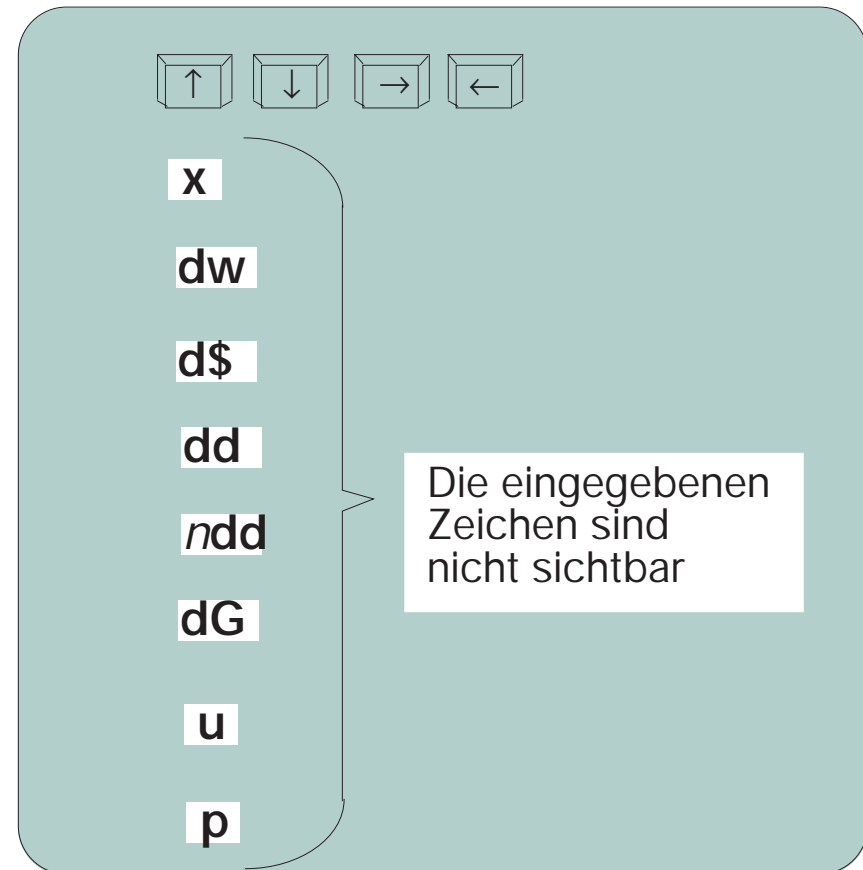 ↑ ↓ → ←
x
dw
d$
dd
ndd
dG
u
p
Die eingegebenen
Zeichen sind
nicht sichtbar